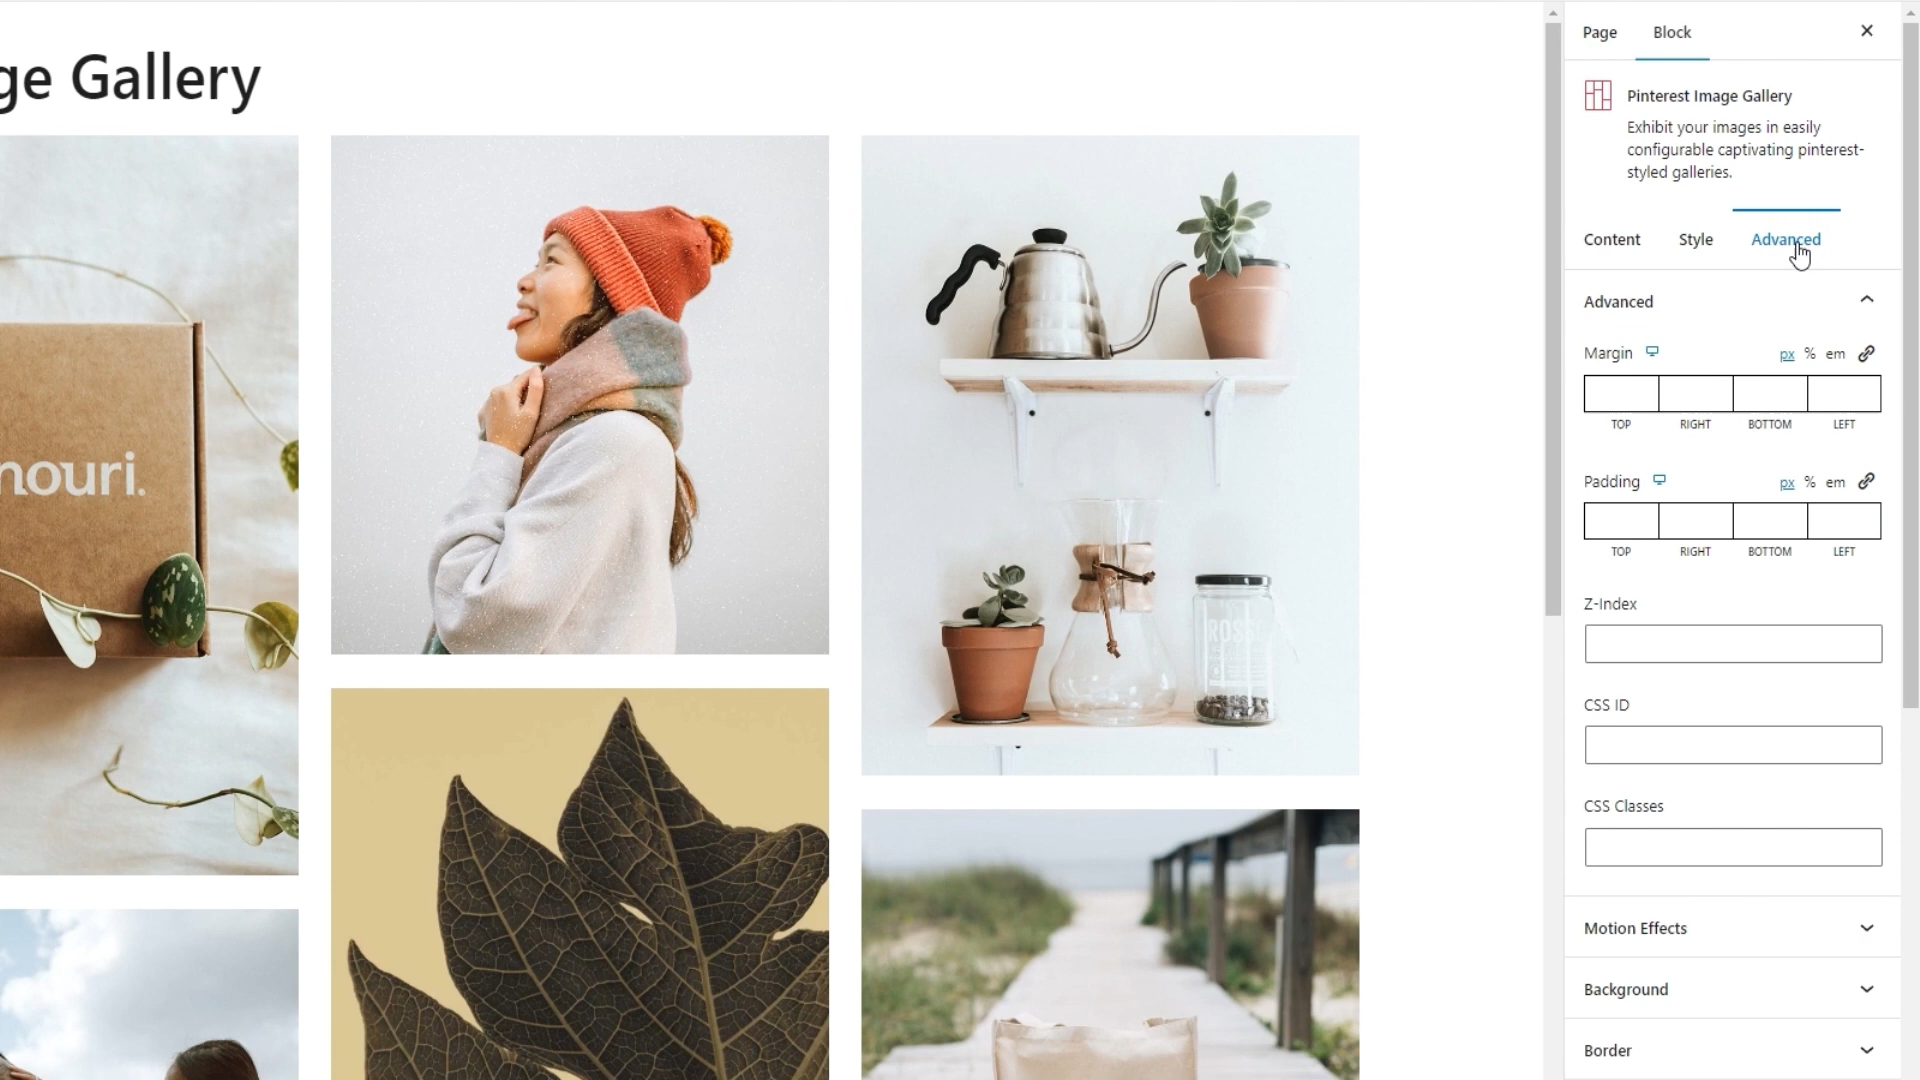 ge Gallery
nouri.
ROSS
Page Block
Pinterest Image Gallery
Exhibit your images in easily
configurable captivating pinterest-
styled galleries.
Content Style Advanced
Advanced
Margin px % em
TOP RIGHT BOTTOM LEFT
Padding px % em
TOP RIGHT BOTTOM LEFT
Z-Index
CSS ID
CSS Classes
Motion Effects
Background
Border